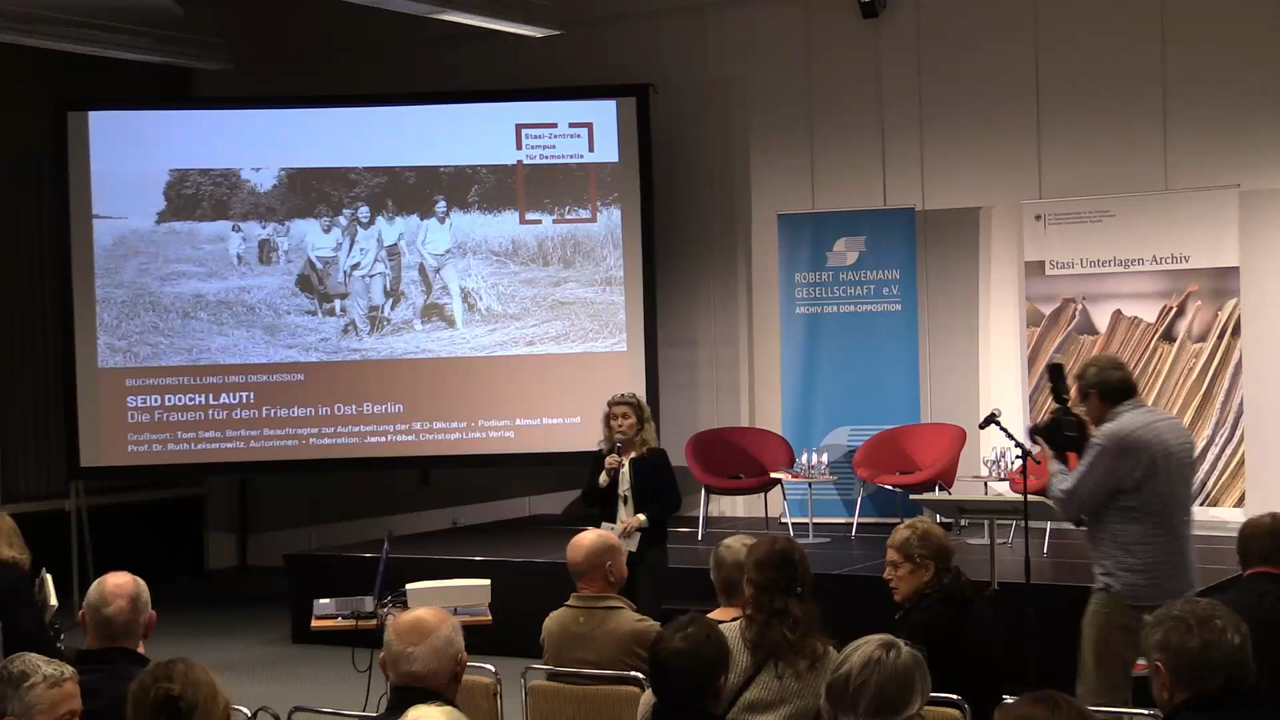 Stasi-Zentrale.
Campus
für Demokratie
BUCHVORSTELLUNG UND DISKUSSION
SEID DOCH LAUT!
Die Frauen für den Frieden in Ost-Berlin
Grußwort: Tom Sello, Berliner Beauftragter zur Aufarbeitung der SED-Diktatur • Podium: Almut Ilsen und
Prof. Dr. Ruth Leiserowitz, Autorinnen • Moderation: Jana Fröbel, Christoph Links Verlag
ROBERT HAVEMANN
GESELLSCHAFT e.V.
ARCHIV DER DDR-OPPOSITION
Stasi-Unterlagen-Archiv